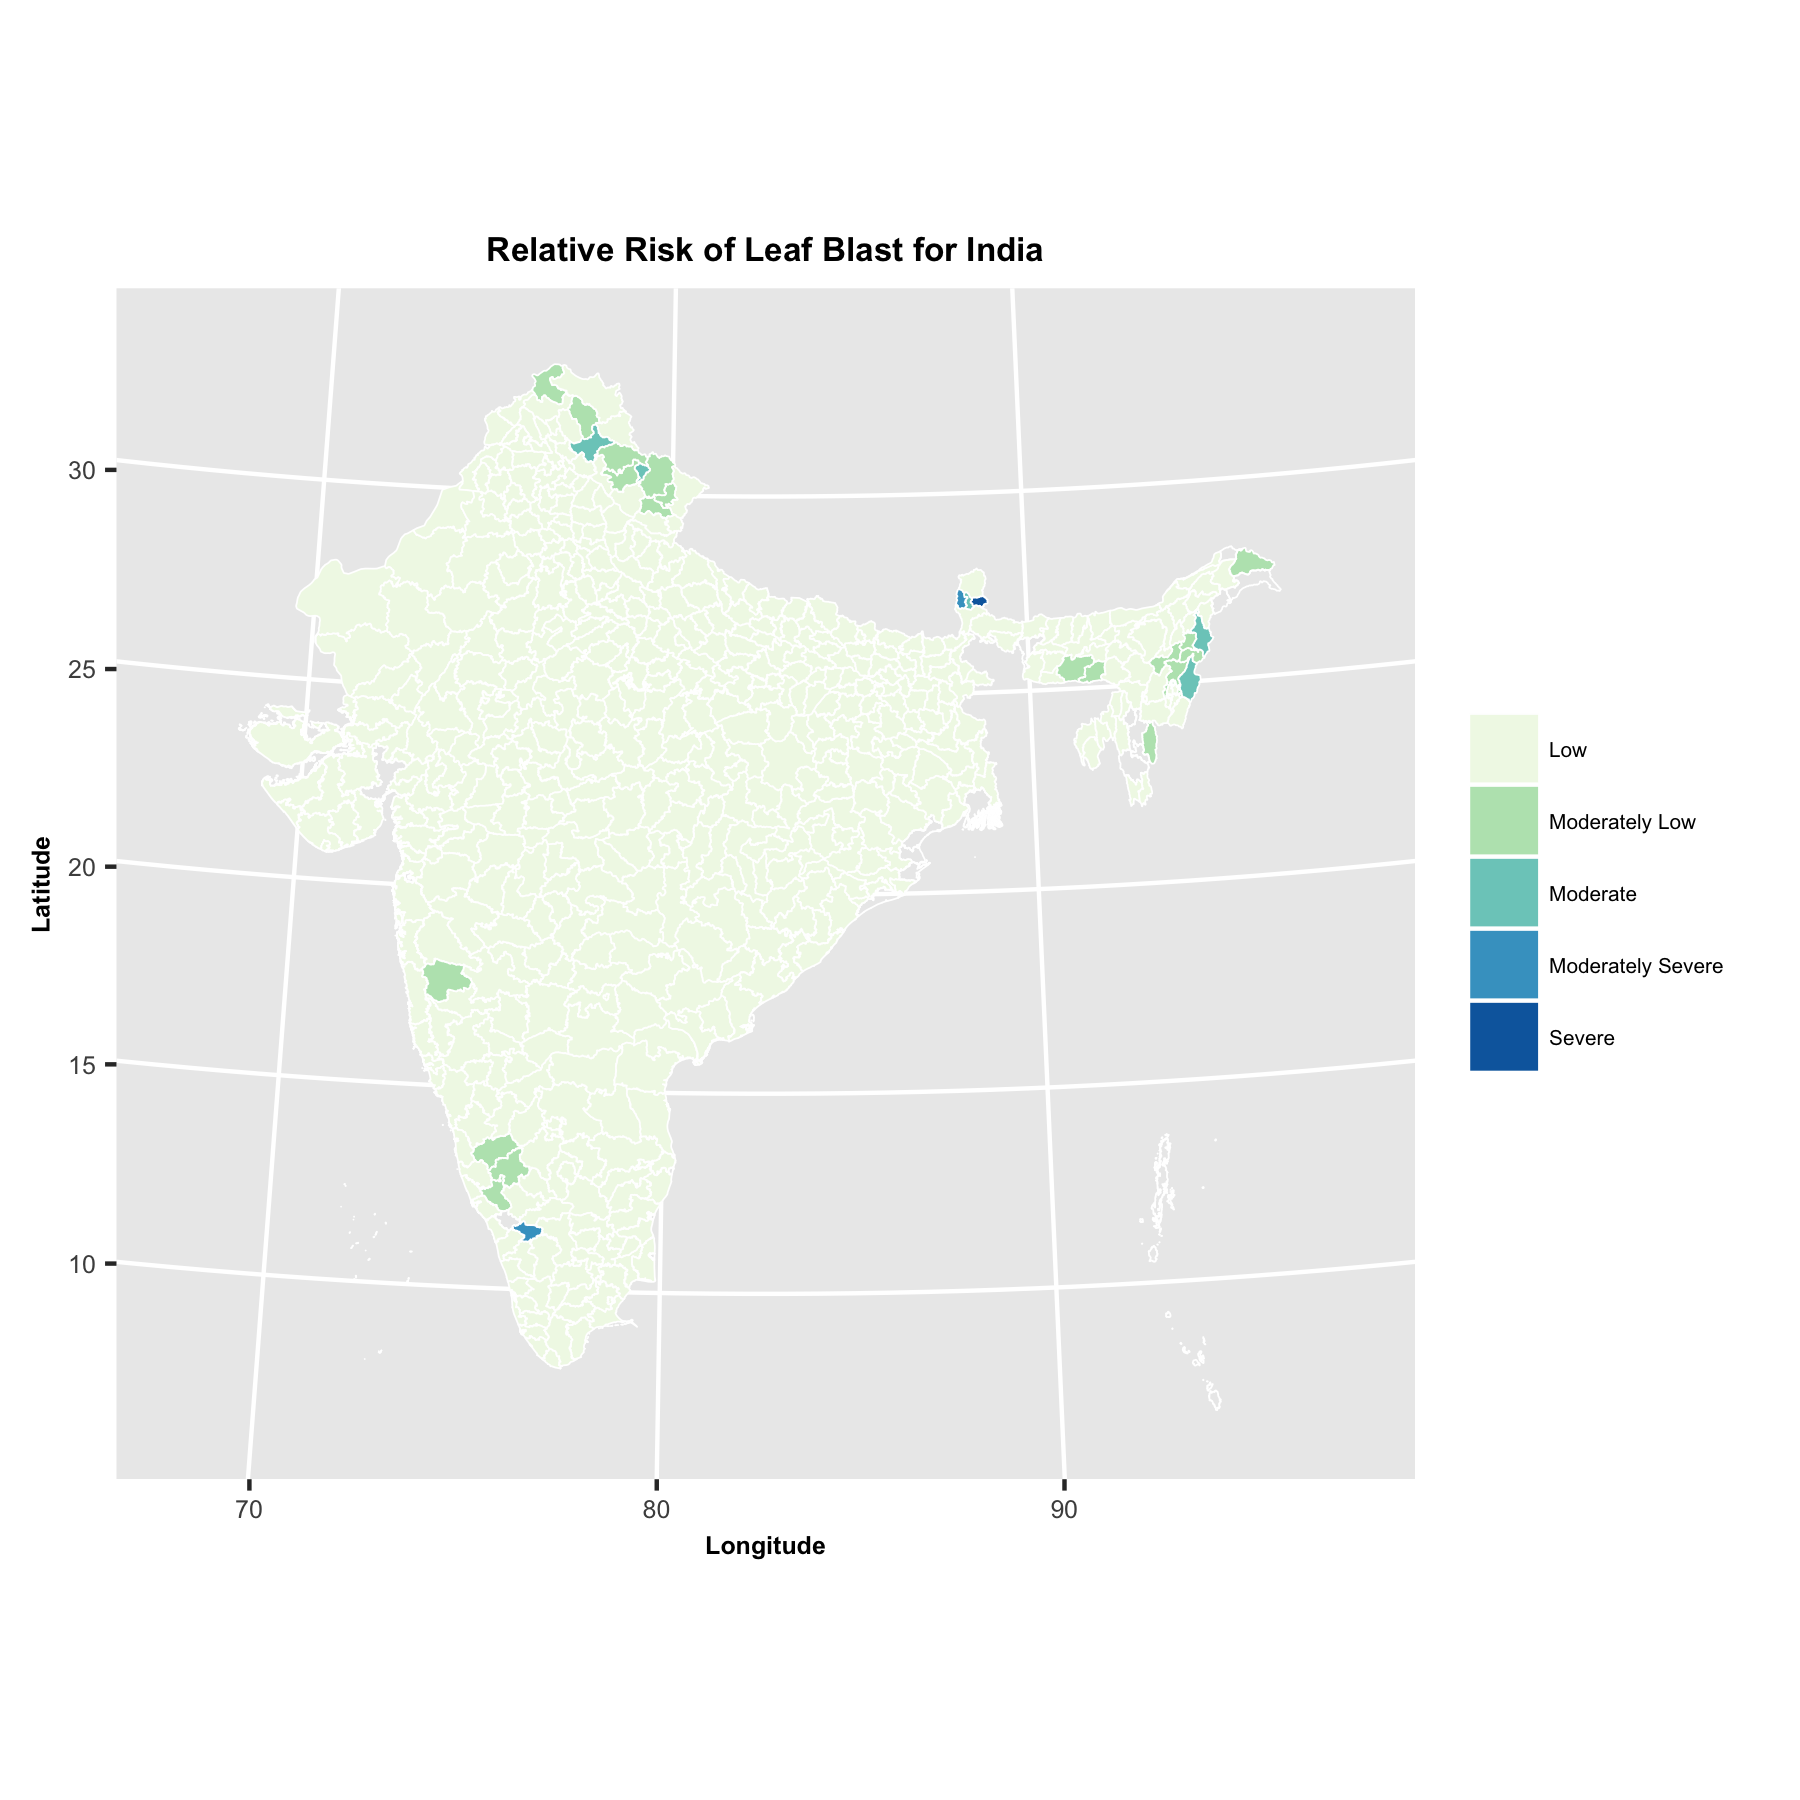 Relative Risk of Leaf Blast for India
30
25
20
15
10
Latitude
70 80 90
Longitude
Low
Moderately Low
Moderate
Moderately Severe
Severe